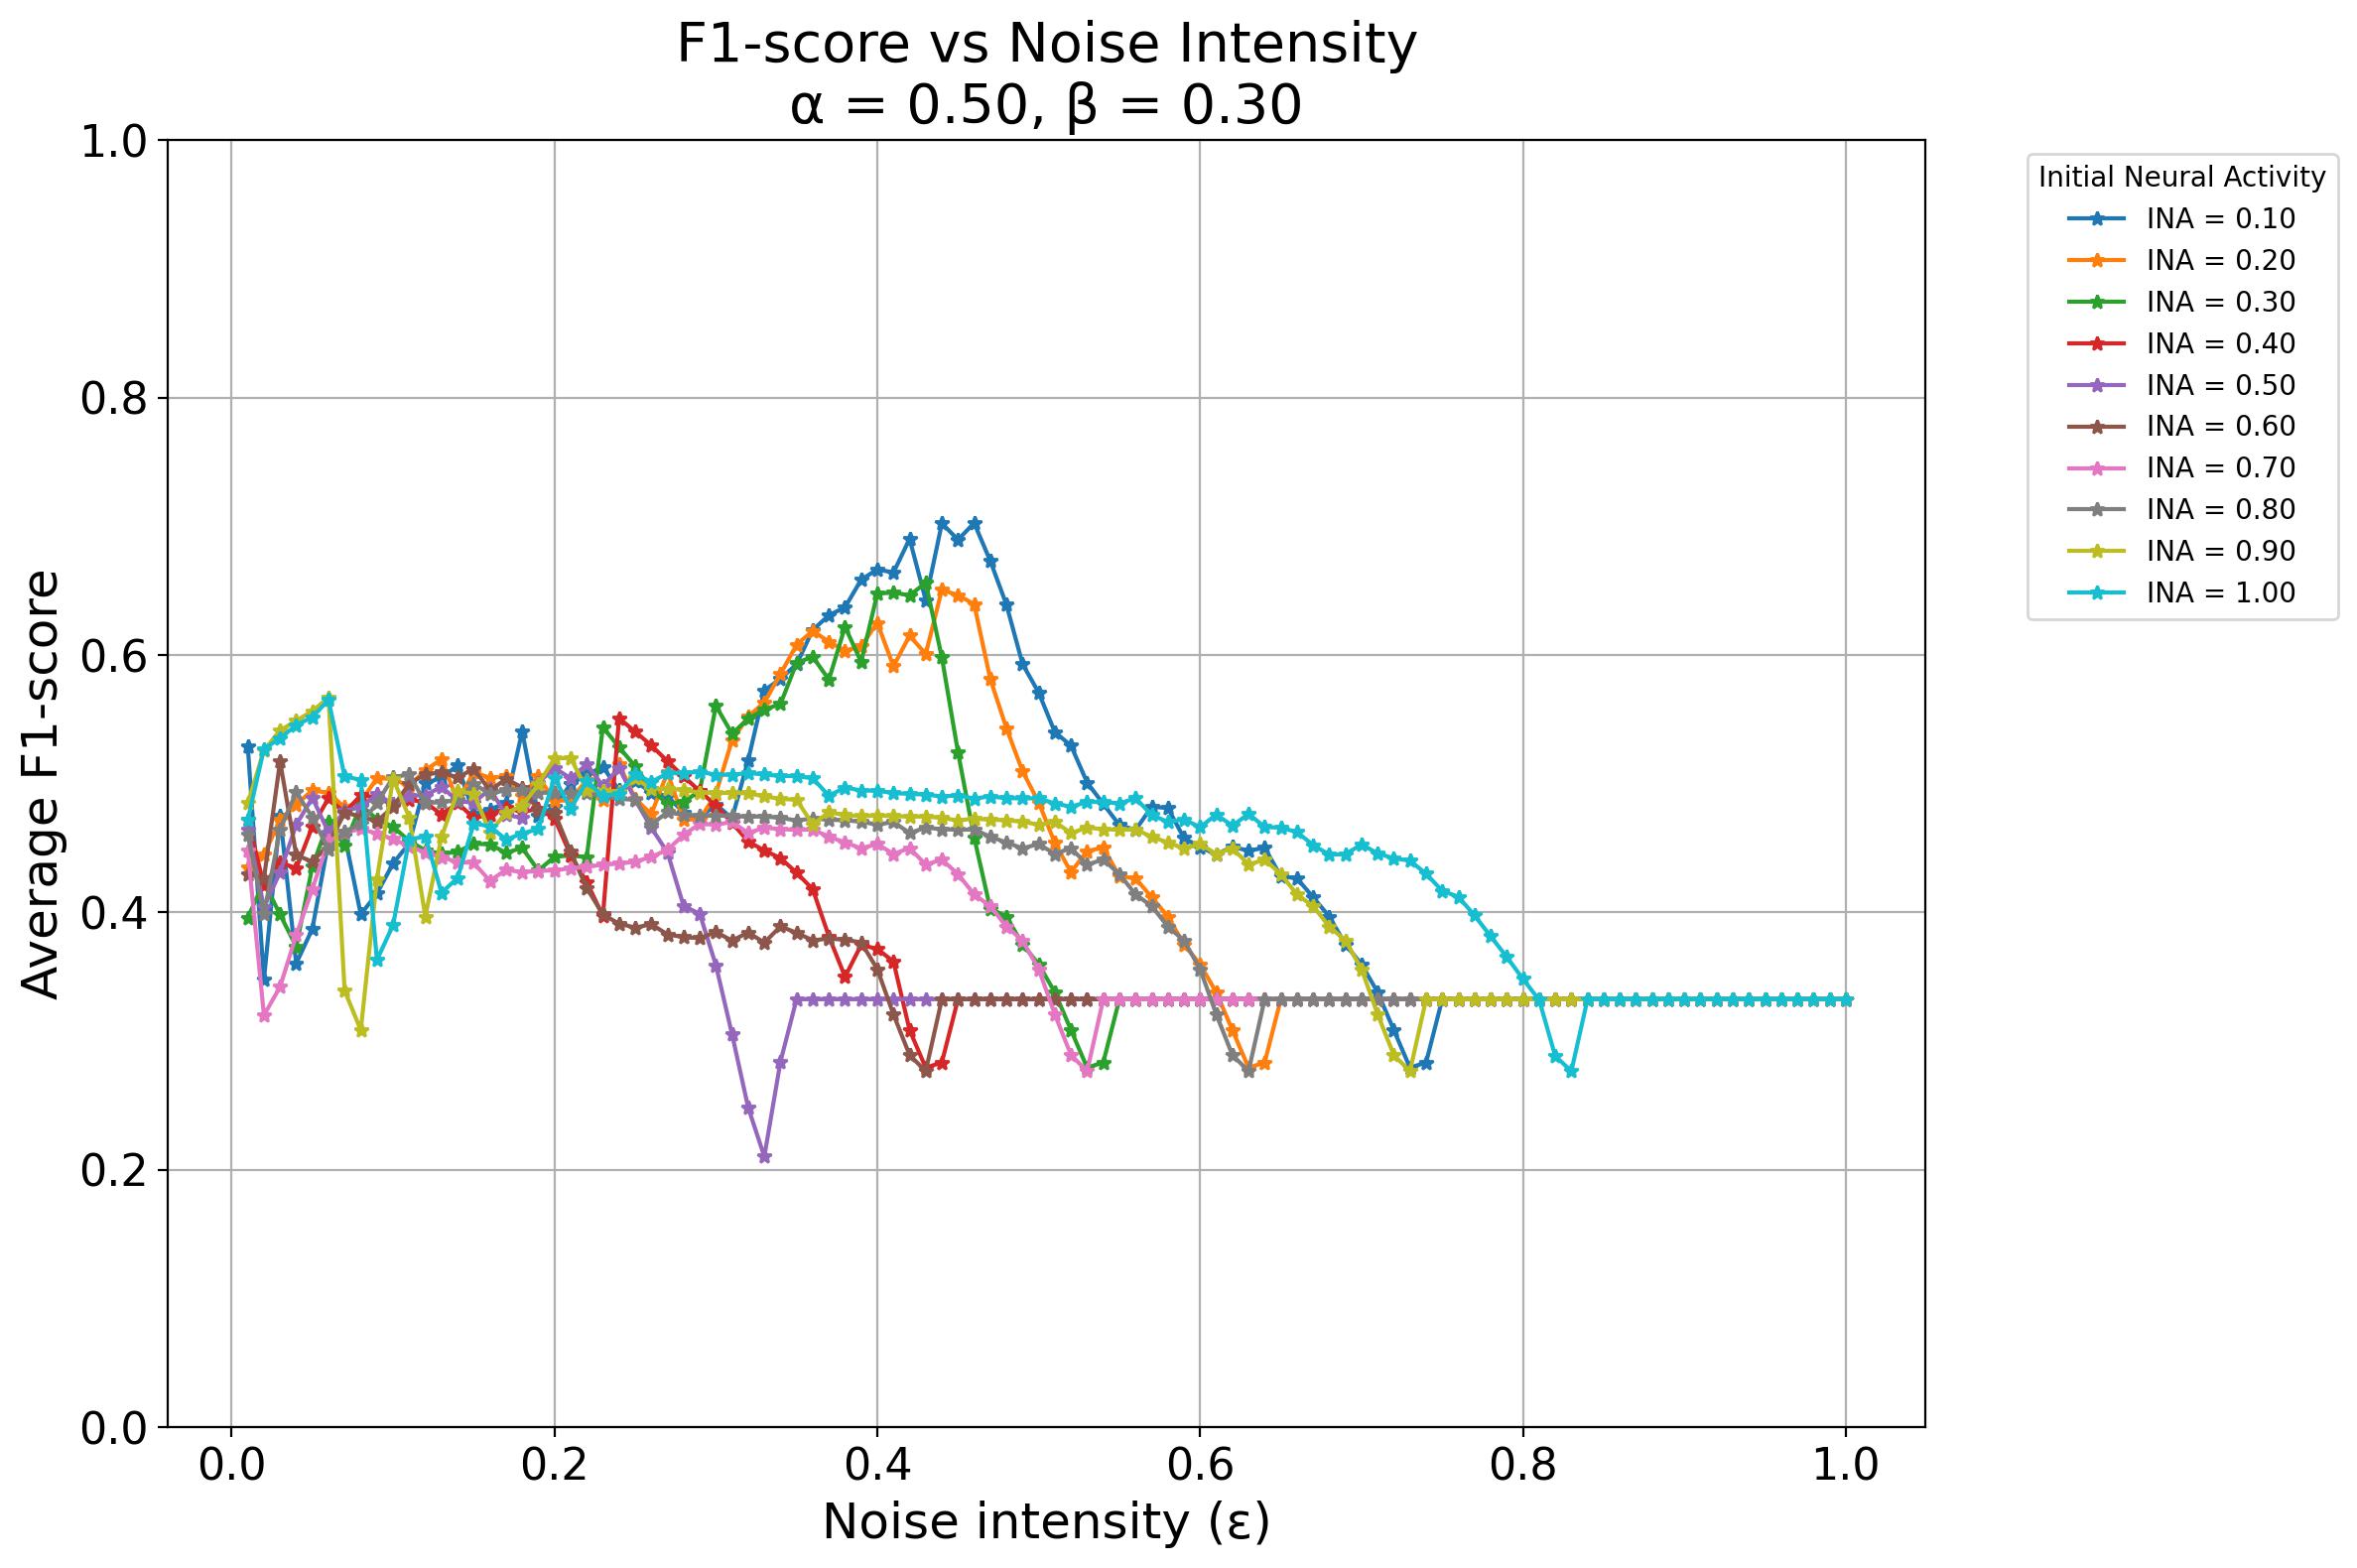 F1-score vs Noise Intensity
α = 0.50, β = 0.30
Average F1-score
1.0
0.8
0.6
0.4
0.2
0.0
0.0 0.2 0.4 0.6 0.8 1.0
Noise intensity (ε)
Initial Neural Activity
INA = 0.10
INA = 0.20
INA = 0.30
INA = 0.40
INA = 0.50
INA = 0.60
INA = 0.70
INA = 0.80
INA = 0.90
INA = 1.00